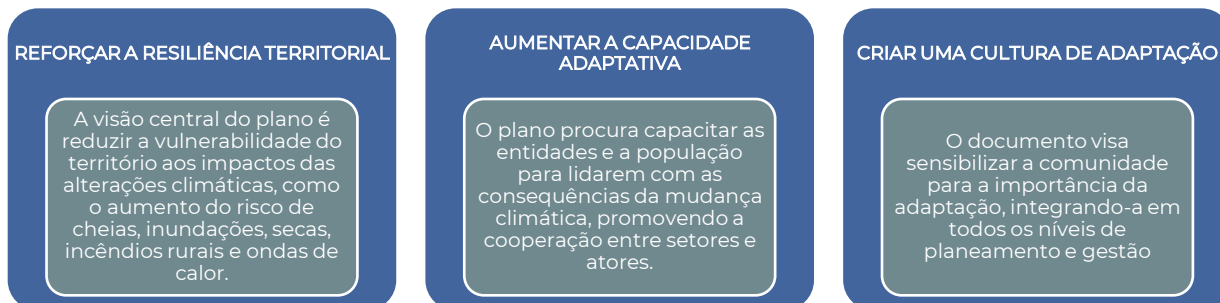 REFORÇAR A RESILIÊNCIA TERRITORIAL
A visão central do plano é
reduzir a vulnerabilidade do
território aos impactos das
alterações climáticas, como
o aumento do risco de
cheias, inundações, secas,
incêndios rurais e ondas de
calor.
AUMENTAR A CAPACIDADE
ADAPTATIVA
O plano procura capacitar as
entidades e a população
para lidarem com as
consequências da mudança
climática, promovendo a
cooperação entre setores e
atores.
CRIAR UMA CULTURA DE ADAPTAÇÃO
O documento visa
sensibilizar a comunidade
para a importância da
adaptação, integrando-a em
todos os níveis de
planeamento e gestão